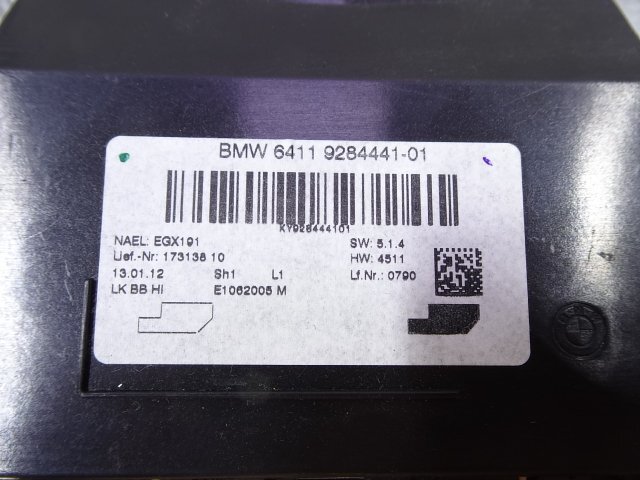 BMW 6411 9284441-01
KY928444101
NAEL: EGX191 SW: 5.1.4
Lief.-Nr: 173138 10 HW: 4511
13.01.12 Sh1 L1 Lf.Nr.: 0790
LK BB HI E1062005 M